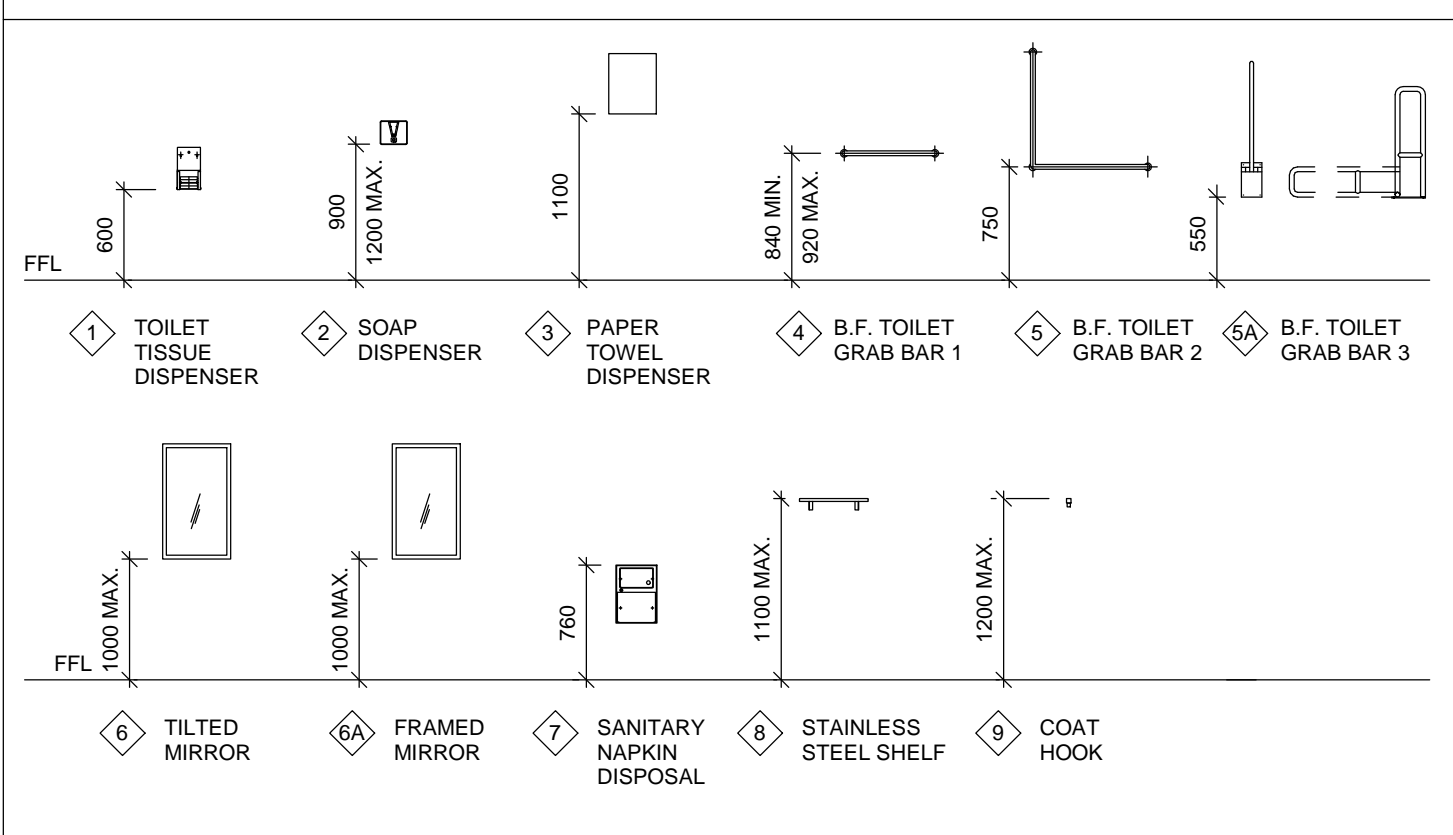 600
900
1200 MAX.
1100
840 MIN.
920 MAX.
750
550
FFL
1 TOILET
TISSUE
DISPENSER
2 SOAP
DISPENSER
3 PAPER
TOWEL
DISPENSER
4 B.F. TOILET
GRAB BAR 1
5 B.F. TOILET
GRAB BAR 2
5A B.F. TOILET
GRAB BAR 3
1000 MAX.
1000 MAX.
760
1100 MAX.
1200 MAX.
FFL
6 TILTED
MIRROR
6A FRAMED
MIRROR
7 SANITARY
NAPKIN
DISPOSAL
8 STAINLESS
STEEL SHELF
9 COAT
HOOK